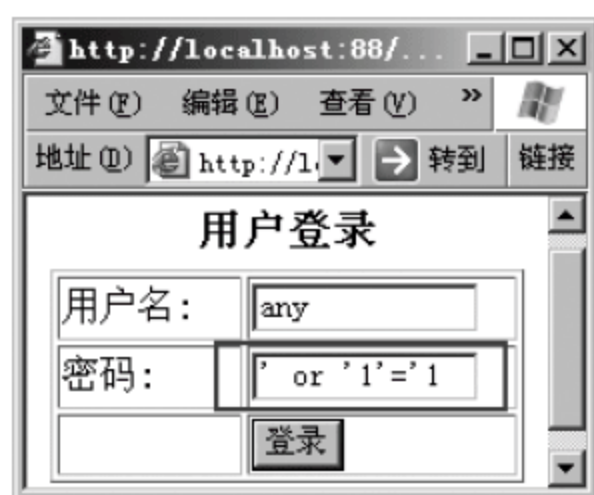 http://localhost:88/...
文件(F) 编辑(E) 查看(V) »
地址(D) http://l 转到 链接
用户登录
用户名: any
密码: ' or '1'='1
登录